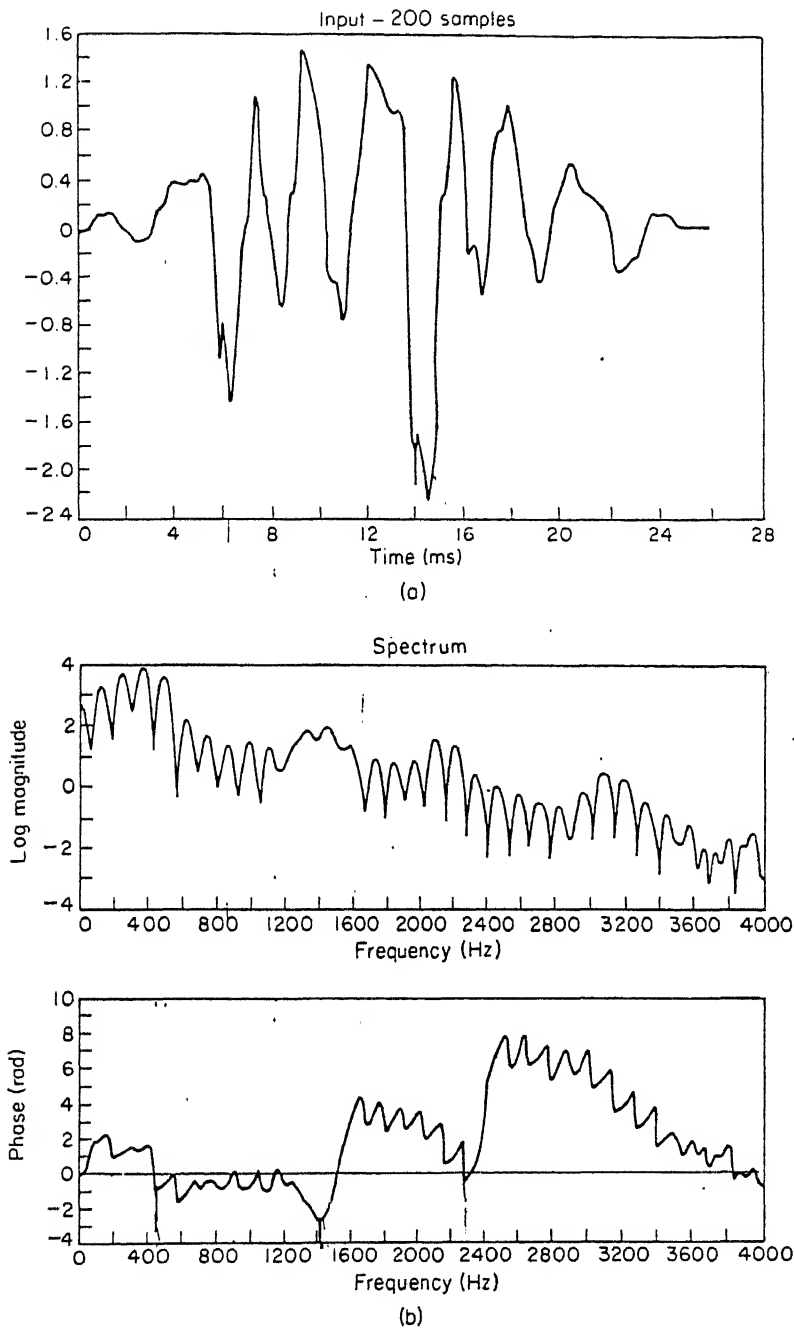 Input – 200 samples
1.6
1.2
0.8
0.4
0
−0.4
−0.8
−1.2
−1.6
−2.0
−2.4
0 4 8 12 16 20 24 28
Time (ms)
(a)
Spectrum
Log magnitude
4
2
0
−2
−4
0 400 800 1200 1600 2000 2400 2800 3200 3600 4000
Frequency (Hz)
Phase (rad)
10
8
6
4
2
0
−2
−4
0 400 800 1200 1600 2000 2400 2800 3200 3600 4000
Frequency (Hz)
(b)